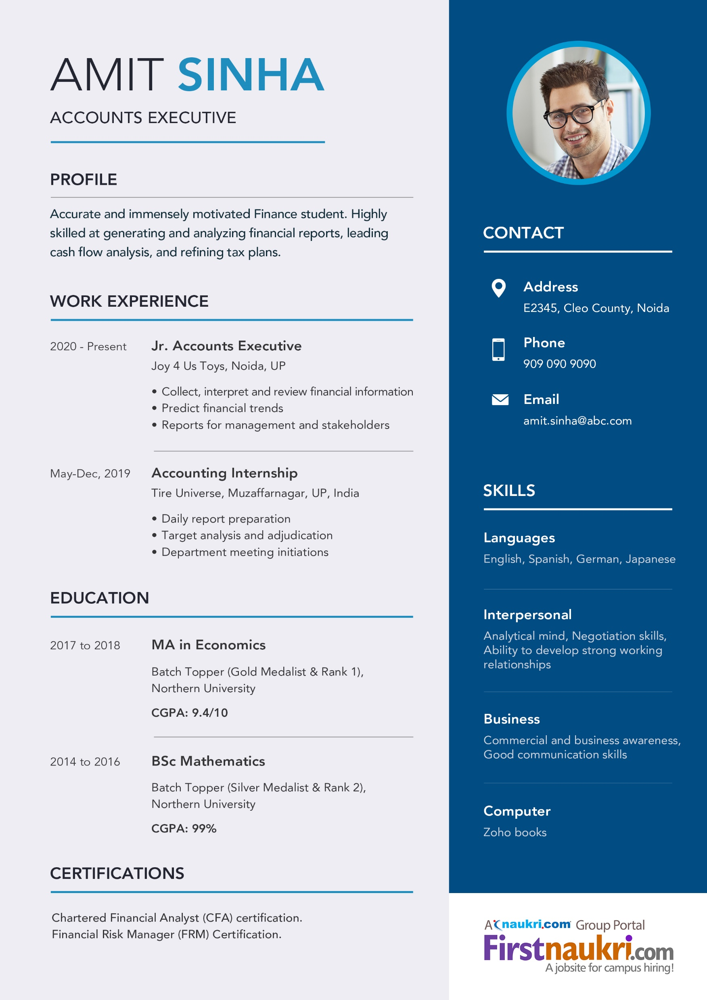 AMIT SINHA
ACCOUNTS EXECUTIVE
PROFILE
Accurate and immensely motivated Finance student. Highly
skilled at generating and analyzing financial reports, leading
cash flow analysis, and refining tax plans.
WORK EXPERIENCE
2020 - Present
Jr. Accounts Executive
Joy 4 Us Toys, Noida, UP
• Collect, interpret and review financial information
• Predict financial trends
• Reports for management and stakeholders
May-Dec, 2019
Accounting Internship
Tire Universe, Muzaffarnagar, UP, India
• Daily report preparation
• Target analysis and adjudication
• Department meeting initiations
EDUCATION
2017 to 2018
MA in Economics
Batch Topper (Gold Medalist & Rank 1),
Northern University
CGPA: 9.4/10
2014 to 2016
BSc Mathematics
Batch Topper (Silver Medalist & Rank 2),
Northern University
CGPA: 99%
CERTIFICATIONS
Chartered Financial Analyst (CFA) certification.
Financial Risk Manager (FRM) Certification.
CONTACT
Address
E2345, Cleo County, Noida
Phone
909 090 9090
Email
amit.sinha@abc.com
SKILLS
Languages
English, Spanish, German, Japanese
Interpersonal
Analytical mind, Negotiation skills,
Ability to develop strong working
relationships
Business
Commercial and business awareness,
Good communication skills
Computer
Zoho books
A naukri.com Group Portal
Firstnaukri.com
A jobsite for campus hiring!